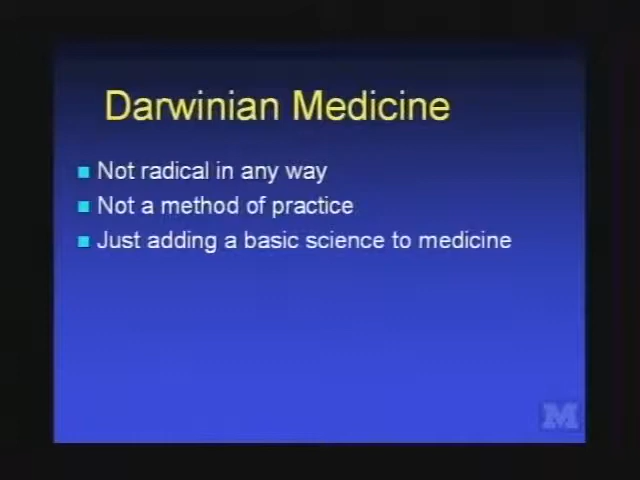 Darwinian Medicine
Not radical in any way
Not a method of practice
Just adding a basic science to medicine
M